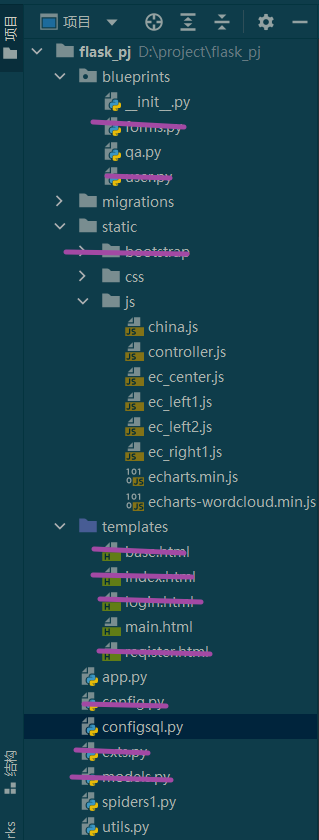 项目
项目
flask_pj D:\project\flask_pj
blueprints
__init__.py
forms.py
qa.py
user.py
migrations
static
bootstrap
css
js
china.js
controller.js
ec_center.js
ec_left1.js
ec_left2.js
ec_right1.js
echarts.min.js
echarts-wordcloud.min.js
templates
base.html
index.html
login.html
main.html
register.html
app.py
config.py
configsql.py
exts.py
models.py
spiders1.py
utils.py
结构
rks